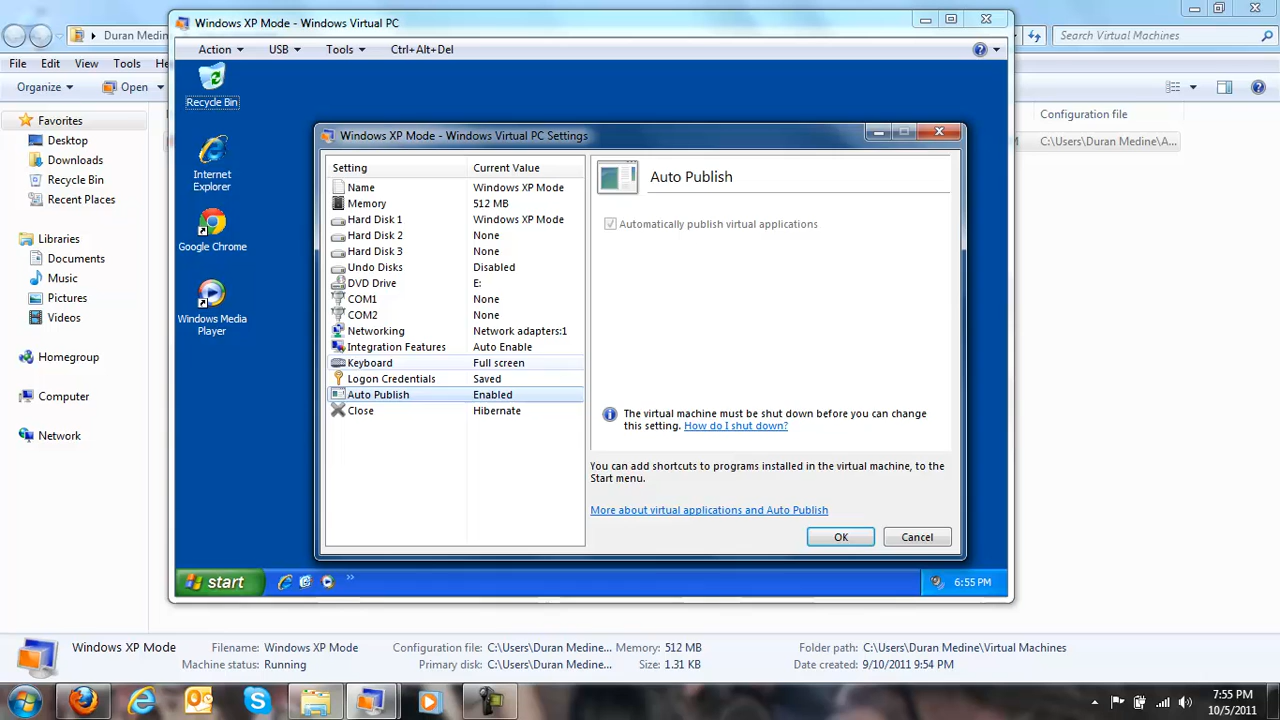 Windows XP Mode - Windows Virtual PC
Duran Medine
Search Virtual Machines
File Edit View Tools
Organize
Open
Action USB Tools Ctrl+Alt+Del
Favorites
Desktop
Downloads
Recycle Bin
Recent Places
Libraries
Documents
Music
Pictures
Videos
Homegroup
Computer
Network
Configuration file
C:\Users\Duran Medine\A...
Recycle Bin
Internet
Explorer
Google Chrome
Windows Media
Player
Windows XP Mode - Windows Virtual PC Settings
Setting Current Value
Name Windows XP Mode
Memory 512 MB
Hard Disk 1 Windows XP Mode
Hard Disk 2 None
Hard Disk 3 None
Undo Disks Disabled
DVD Drive E:
COM1 None
COM2 None
Networking Network adapters:1
Integration Features Auto Enable
Keyboard Full screen
Logon Credentials Saved
Auto Publish Enabled
Close Hibernate
Auto Publish
Automatically publish virtual applications
The virtual machine must be shut down before you can change
this setting. How do I shut down?
You can add shortcuts to programs installed in the virtual machine, to the
Start menu.
More about virtual applications and Auto Publish
OK Cancel
start
6:55 PM
Windows XP Mode Filename: Windows XP Mode Configuration file: C:\Users\Duran Medine... Memory: 512 MB Folder path: C:\Users\Duran Medine\Virtual Machines
Machine status: Running Primary disk: C:\Users\Duran Medine... Size: 1.31 KB Date created: 9/10/2011 9:54 PM
7:55 PM
10/5/2011